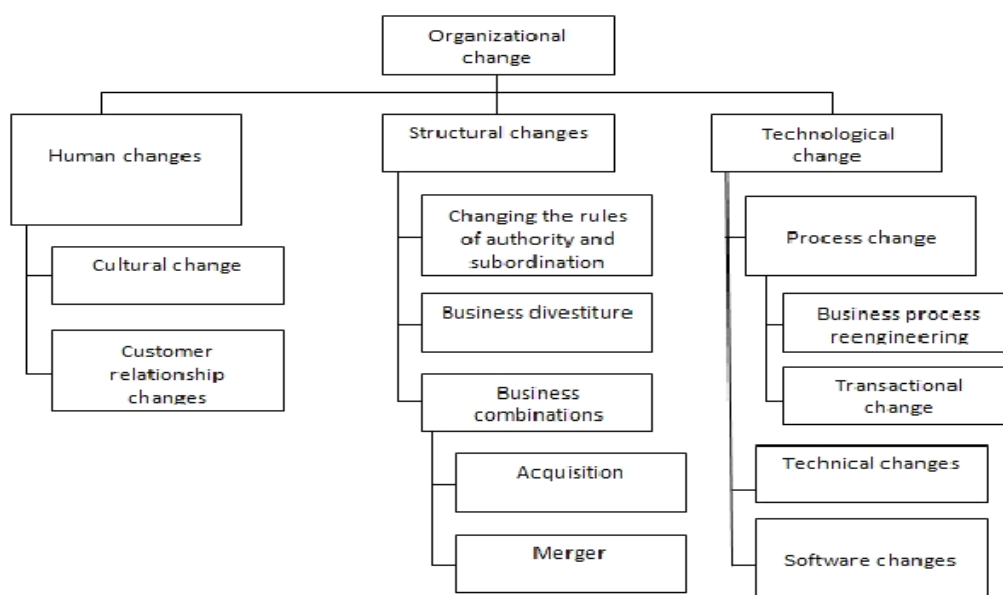 Organizational
change
Human changes
Cultural change
Customer
relationship
changes
Structural changes
Changing the rules
of authority and
subordination
Business divestiture
Business
combinations
Acquisition
Merger
Technological
change
Process change
Business process
reengineering
Transactional
change
Technical changes
Software changes